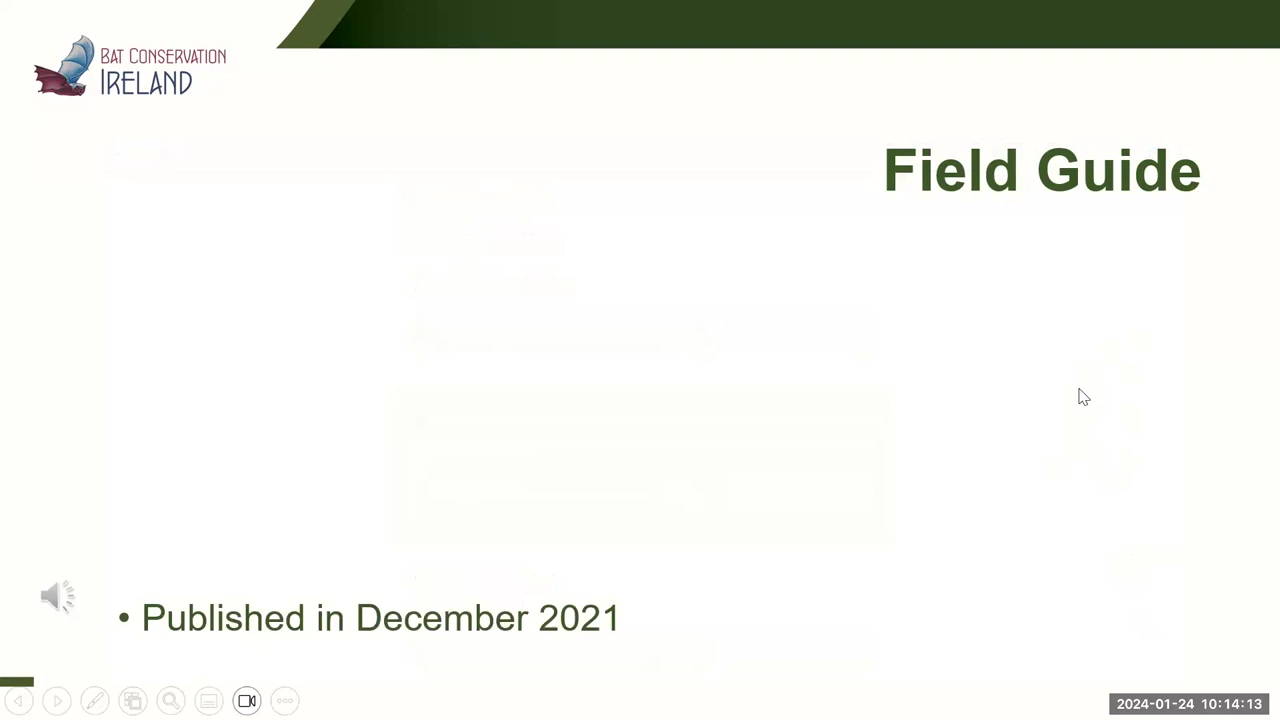 BAT CONSERVATION
IRELAND
Field Guide
• Published in December 2021
2024-01-24 10:14:13